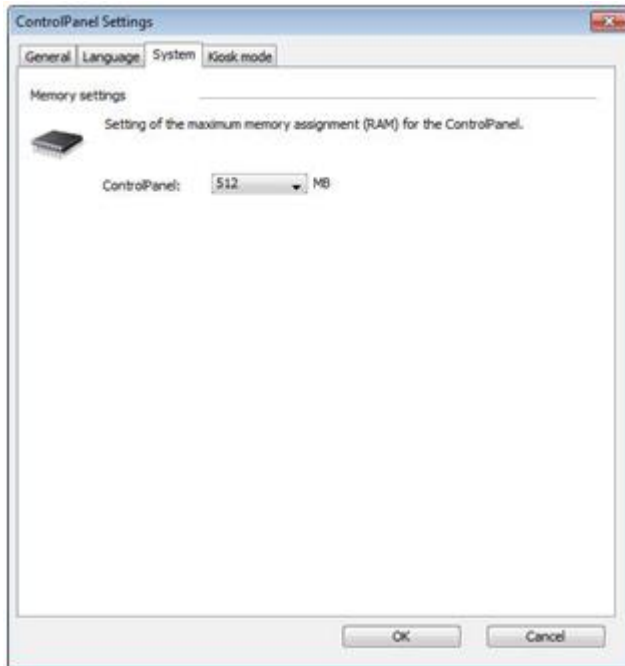 ControlPanel Settings
General Language System Kiosk mode
Memory settings
Setting of the maximum memory assignment (RAM) for the ControlPanel.
ControlPanel: 512 MB
OK Cancel